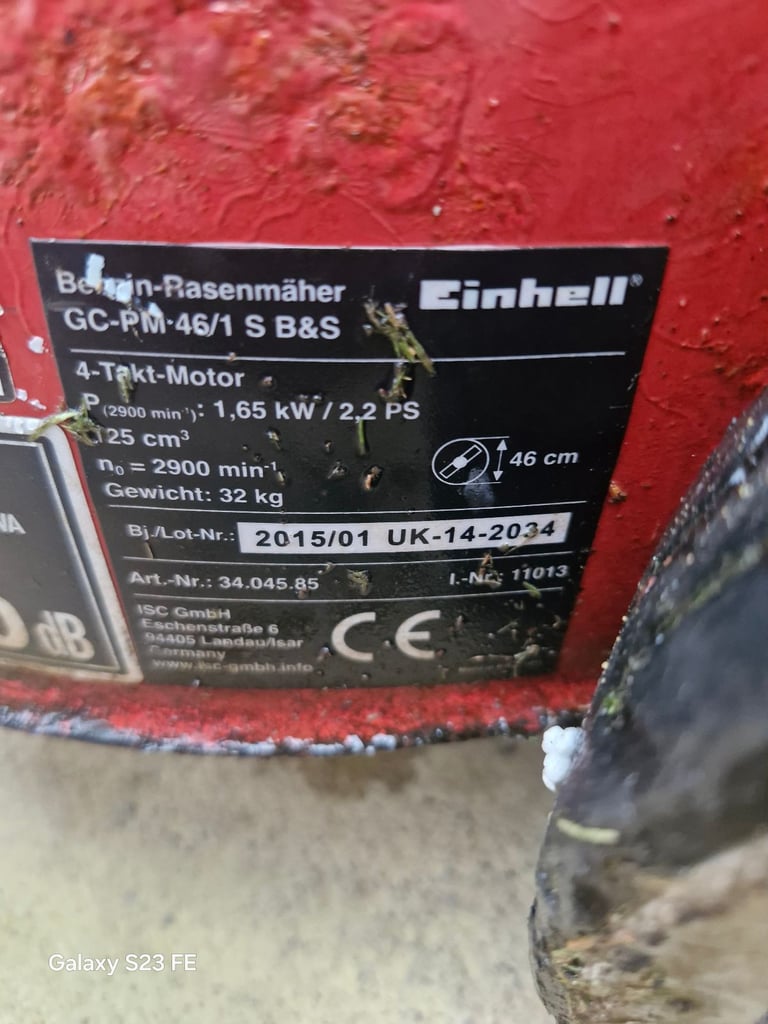 Benzin-Rasenmäher
Einhell®
GC-PM 46/1 S B&S
4-Takt-Motor
P (2900 min⁻¹): 1,65 kW / 2,2 PS
125 cm³
n₀ = 2900 min⁻¹
46 cm
Gewicht: 32 kg
Bj./Lot-Nr.: 2015/01 UK-14-2034
Art.-Nr.: 34.045.85
I.-Nr.: 11013
ISC GmbH
Eschenstraße 6
94405 Landau/Isar
Germany
www.isc-gmbh.info
CE
dB
Galaxy S23 FE